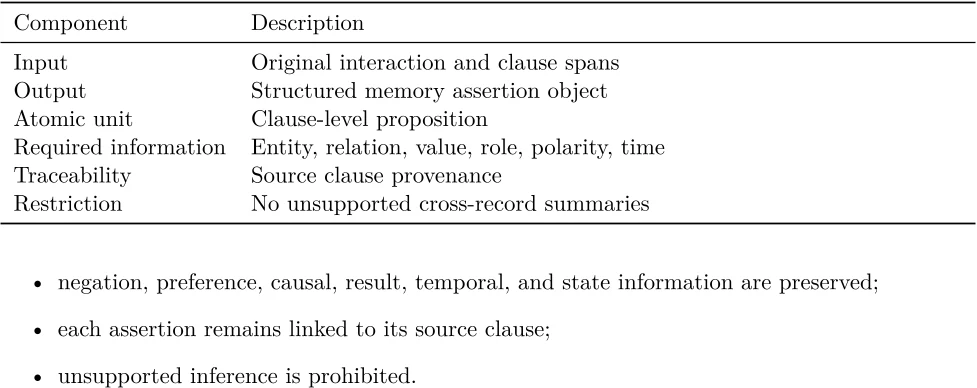 Component Description
Input Original interaction and clause spans
Output Structured memory assertion object
Atomic unit Clause-level proposition
Required information Entity, relation, value, role, polarity, time
Traceability Source clause provenance
Restriction No unsupported cross-record summaries
• negation, preference, causal, result, temporal, and state information are preserved;
• each assertion remains linked to its source clause;
• unsupported inference is prohibited.